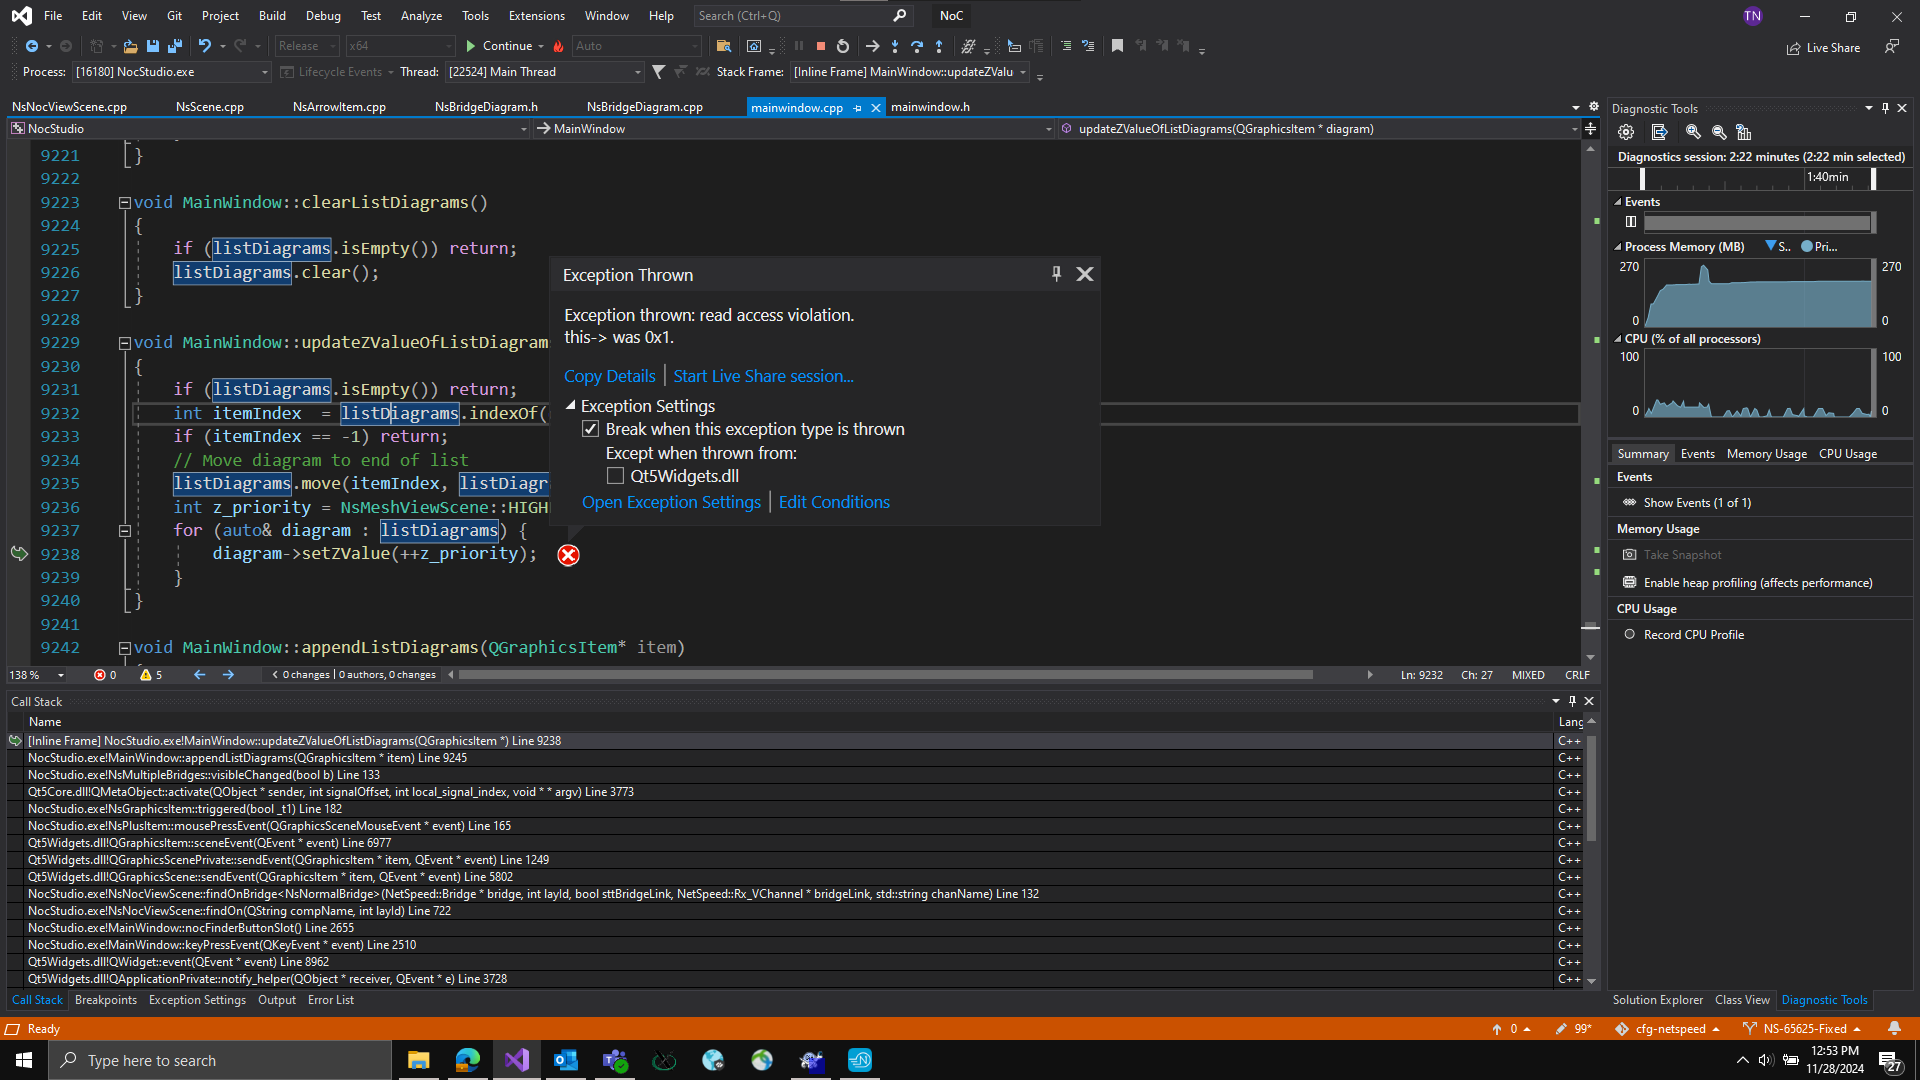 File Edit View Git Project Build Debug Test Analyze Tools Extensions Window Help Search (Ctrl+Q) NoC TN
Release x64 Continue Auto Live Share
Process: [16180] NocStudio.exe Lifecycle Events Thread: [22524] Main Thread Stack Frame: [Inline Frame] MainWindow::updateZValu
NsNocViewScene.cpp NsScene.cpp NsArrowItem.cpp NsBridgeDiagram.h NsBridgeDiagram.cpp mainwindow.cpp mainwindow.h
NocStudio MainWindow updateZValueOfListDiagrams(QGraphicsItem * diagram)
9221 }
9222
9223 void MainWindow::clearListDiagrams()
9224 {
9225 if (listDiagrams.isEmpty()) return;
9226 listDiagrams.clear();
9227 }
9228
9229 void MainWindow::updateZValueOfListDiagram
9230 {
9231 if (listDiagrams.isEmpty()) return;
9232 int itemIndex = listDiagrams.indexOf(
9233 if (itemIndex == -1) return;
9234 // Move diagram to end of list
9235 listDiagrams.move(itemIndex, listDiagr
9236 int z_priority = NsMeshViewScene::HIGH
9237 for (auto& diagram : listDiagrams) {
9238 diagram->setZValue(++z_priority);
9239 }
9240 }
9241
9242 void MainWindow::appendListDiagrams(QGraphicsItem* item)
Exception Thrown
Exception thrown: read access violation.
this-> was 0x1.
Copy Details | Start Live Share session...
Exception Settings
Break when this exception type is thrown
Except when thrown from:
Qt5Widgets.dll
Open Exception Settings | Edit Conditions
138 % 0 5 0 changes | 0 authors, 0 changes Ln: 9232 Ch: 27 MIXED CRLF
Call Stack
Name Lang
[Inline Frame] NocStudio.exe!MainWindow::updateZValueOfListDiagrams(QGraphicsItem *) Line 9238 C++
NocStudio.exe!MainWindow::appendListDiagrams(QGraphicsItem * item) Line 9245 C++
NocStudio.exe!NsMultipleBridges::visibleChanged(bool b) Line 133 C++
Qt5Core.dll!QMetaObject::activate(QObject * sender, int signalOffset, int local_signal_index, void * * argv) Line 3773 C++
NocStudio.exe!NsGraphicsItem::triggered(bool _t1) Line 182 C++
NocStudio.exe!NsPlusItem::mousePressEvent(QGraphicsSceneMouseEvent * event) Line 165 C++
Qt5Widgets.dll!QGraphicsItem::sceneEvent(QEvent * event) Line 6977 C++
Qt5Widgets.dll!QGraphicsScenePrivate::sendEvent(QGraphicsItem * item, QEvent * event) Line 1249 C++
Qt5Widgets.dll!QGraphicsScene::sendEvent(QGraphicsItem * item, QEvent * event) Line 5802 C++
NocStudio.exe!NsNocViewScene::findOnBridge<NsNormalBridge>(NetSpeed::Bridge * bridge, int layId, bool sttBridgeLink, NetSpeed::Rx_VChannel * bridgeLink, std::string chanName) Line 132 C++
NocStudio.exe!NsNocViewScene::findOn(QString compName, int layId) Line 722 C++
NocStudio.exe!MainWindow::nocFinderButtonSlot() Line 2655 C++
NocStudio.exe!MainWindow::keyPressEvent(QKeyEvent * event) Line 2510 C++
Qt5Widgets.dll!QWidget::event(QEvent * event) Line 8962 C++
Qt5Widgets.dll!QApplicationPrivate::notify_helper(QObject * receiver, QEvent * e) Line 3728 C++
Call Stack Breakpoints Exception Settings Output Error List
Diagnostic Tools
Diagnostics session: 2:22 minutes (2:22 min selected)
1:40min
Events
Process Memory (MB) S.. Pri...
270 270
0 0
CPU (% of all processors)
100 100
0 0
Summary Events Memory Usage CPU Usage
Events
Show Events (1 of 1)
Memory Usage
Take Snapshot
Enable heap profiling (affects performance)
CPU Usage
Record CPU Profile
Solution Explorer Class View Diagnostic Tools
Ready 0 99* cfg-netspeed NS-65625-Fixed
Type here to search
12:53 PM
11/28/2024
27